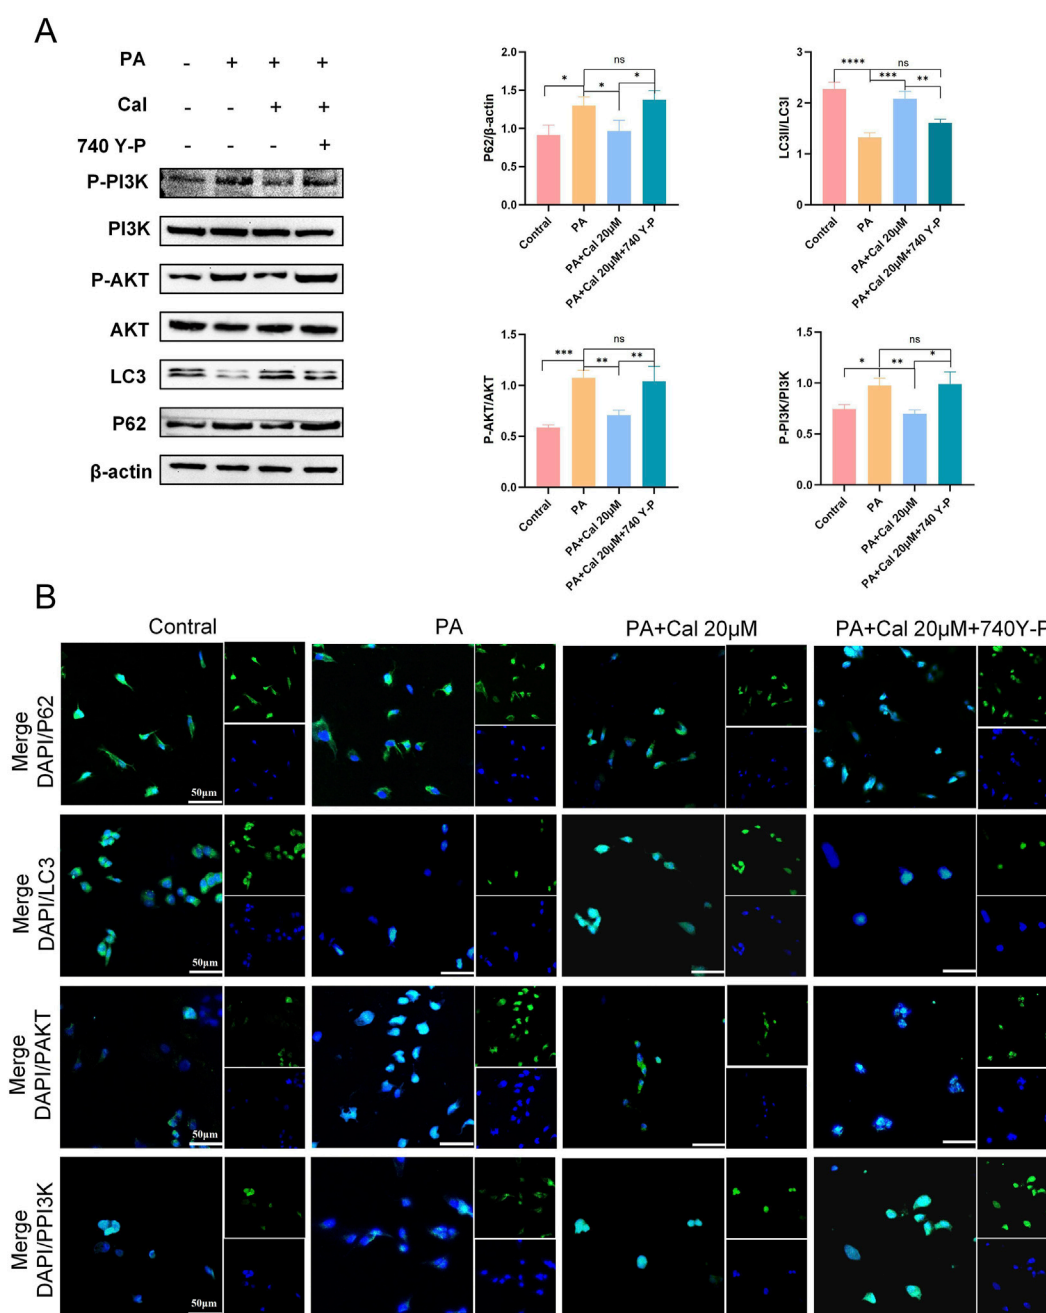 A
PA - + + +
Cal - - + +
740 Y-P - - - +
P-PI3K
PI3K
P-AKT
AKT
LC3
P62
β-actin
P62/β-actin
2.0
1.5
1.0
0.5
0.0
ns
* * *
Contral
PA
PA+Cal 20μM
PA+Cal 20μM+740 Y-P
LC3II/LC3I
3
2
1
0
ns
**** *** **
Contral
PA
PA+Cal 20μM
PA+Cal 20μM+740 Y-P
P-AKT/AKT
1.5
1.0
0.5
0.0
ns
*** ** **
Contral
PA
PA+Cal 20μM
PA+Cal 20μM+740 Y-P
P-PI3K/PI3K
1.5
1.0
0.5
0.0
ns
* ** *
Contral
PA
PA+Cal 20μM
PA+Cal 20μM+740 Y-P
B
Contral PA PA+Cal 20μM PA+Cal 20μM+740Y-P
Merge
DAPI/P62
50μm
Merge
DAPI/LC3
50μm
Merge
DAPI/PAKT
50μm
Merge
DAPI/PPI3K
50μm